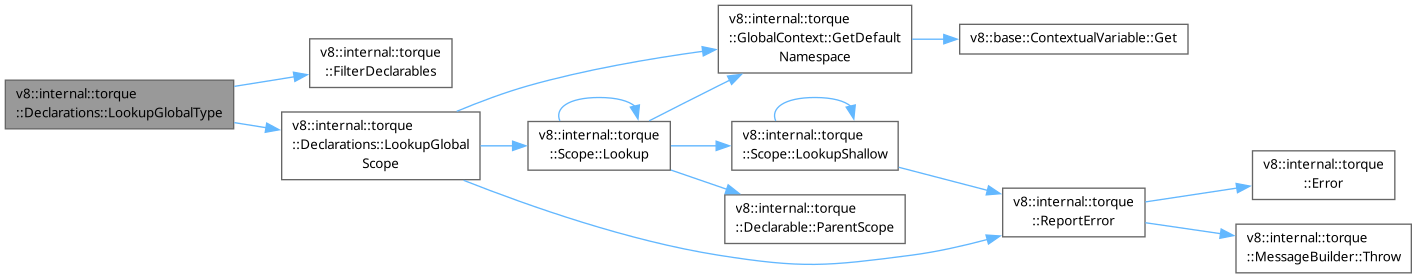 v8::internal::torque
::Declarations::LookupGlobalType
v8::internal::torque
::FilterDeclarables
v8::internal::torque
::Declarations::LookupGlobal
Scope
v8::internal::torque
::Scope::Lookup
v8::internal::torque
::GlobalContext::GetDefault
Namespace
v8::base::ContextualVariable::Get
v8::internal::torque
::Scope::LookupShallow
v8::internal::torque
::Declarable::ParentScope
v8::internal::torque
::ReportError
v8::internal::torque
::Error
v8::internal::torque
::MessageBuilder::Throw